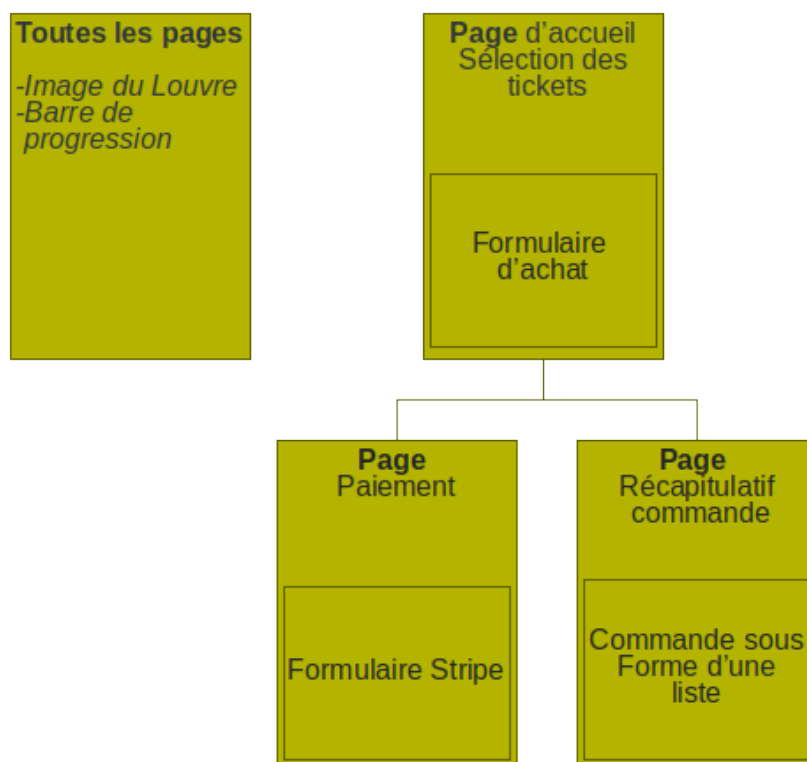 Toutes les pages
-Image du Louvre
-Barre de
progression
Page d’accueil
Sélection des
tickets
Formulaire
d’achat
Page
Paiement
Formulaire Stripe
Page
Récapitulatif
commande
Commande sous
Forme d’une
liste